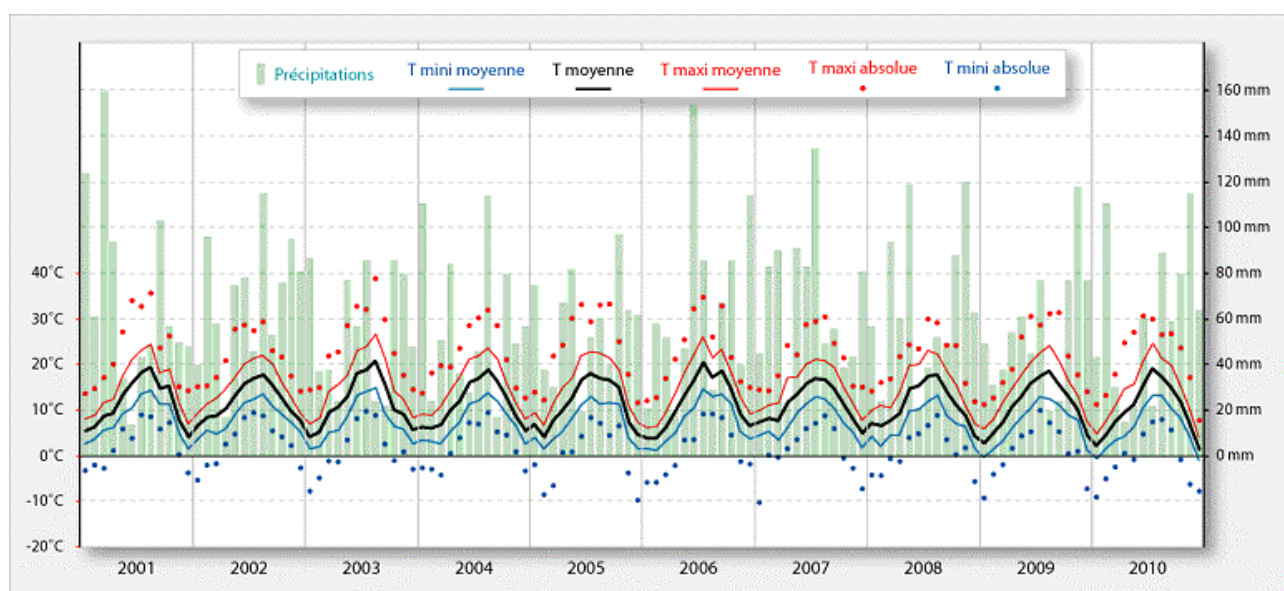 Précipitations T mini moyenne T moyenne T maxi moyenne T maxi absolue T mini absolue
160 mm
140 mm
120 mm
100 mm
40°C 80 mm
30°C 60 mm
20°C 40 mm
10°C 20 mm
0°C 0 mm
-10°C
-20°C
2001 2002 2003 2004 2005 2006 2007 2008 2009 2010